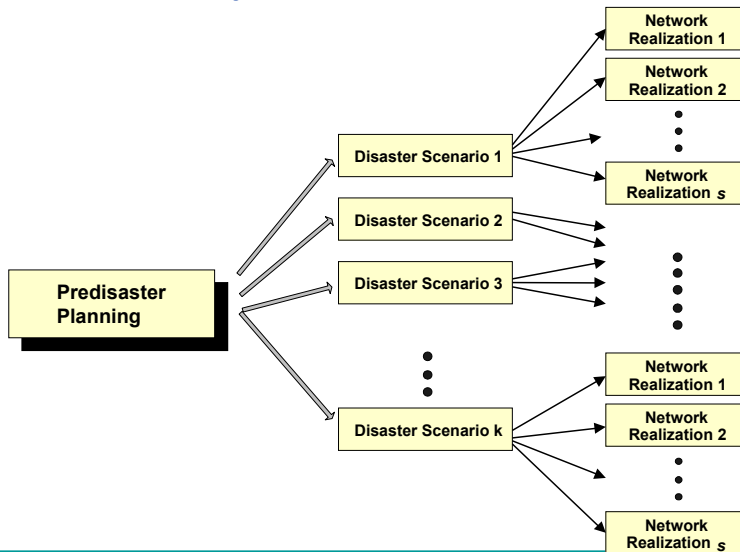 Network
Realization 1
Network
Realization 2
Disaster Scenario 1
Network
Realization s
Disaster Scenario 2
Disaster Scenario 3
Predisaster
Planning
Network
Realization 1
Disaster Scenario k
Network
Realization 2
Network
Realization s